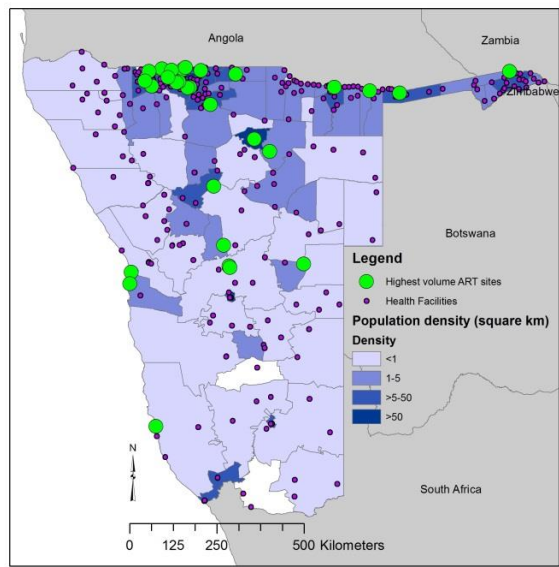 Angola
Zambia
Zimbabwe
Botswana
Legend
Highest volume ART sites
Health Facilities
Population density (square km)
Density
<1
1-5
>5-50
>50
N
South Africa
0 125 250 500 Kilometers